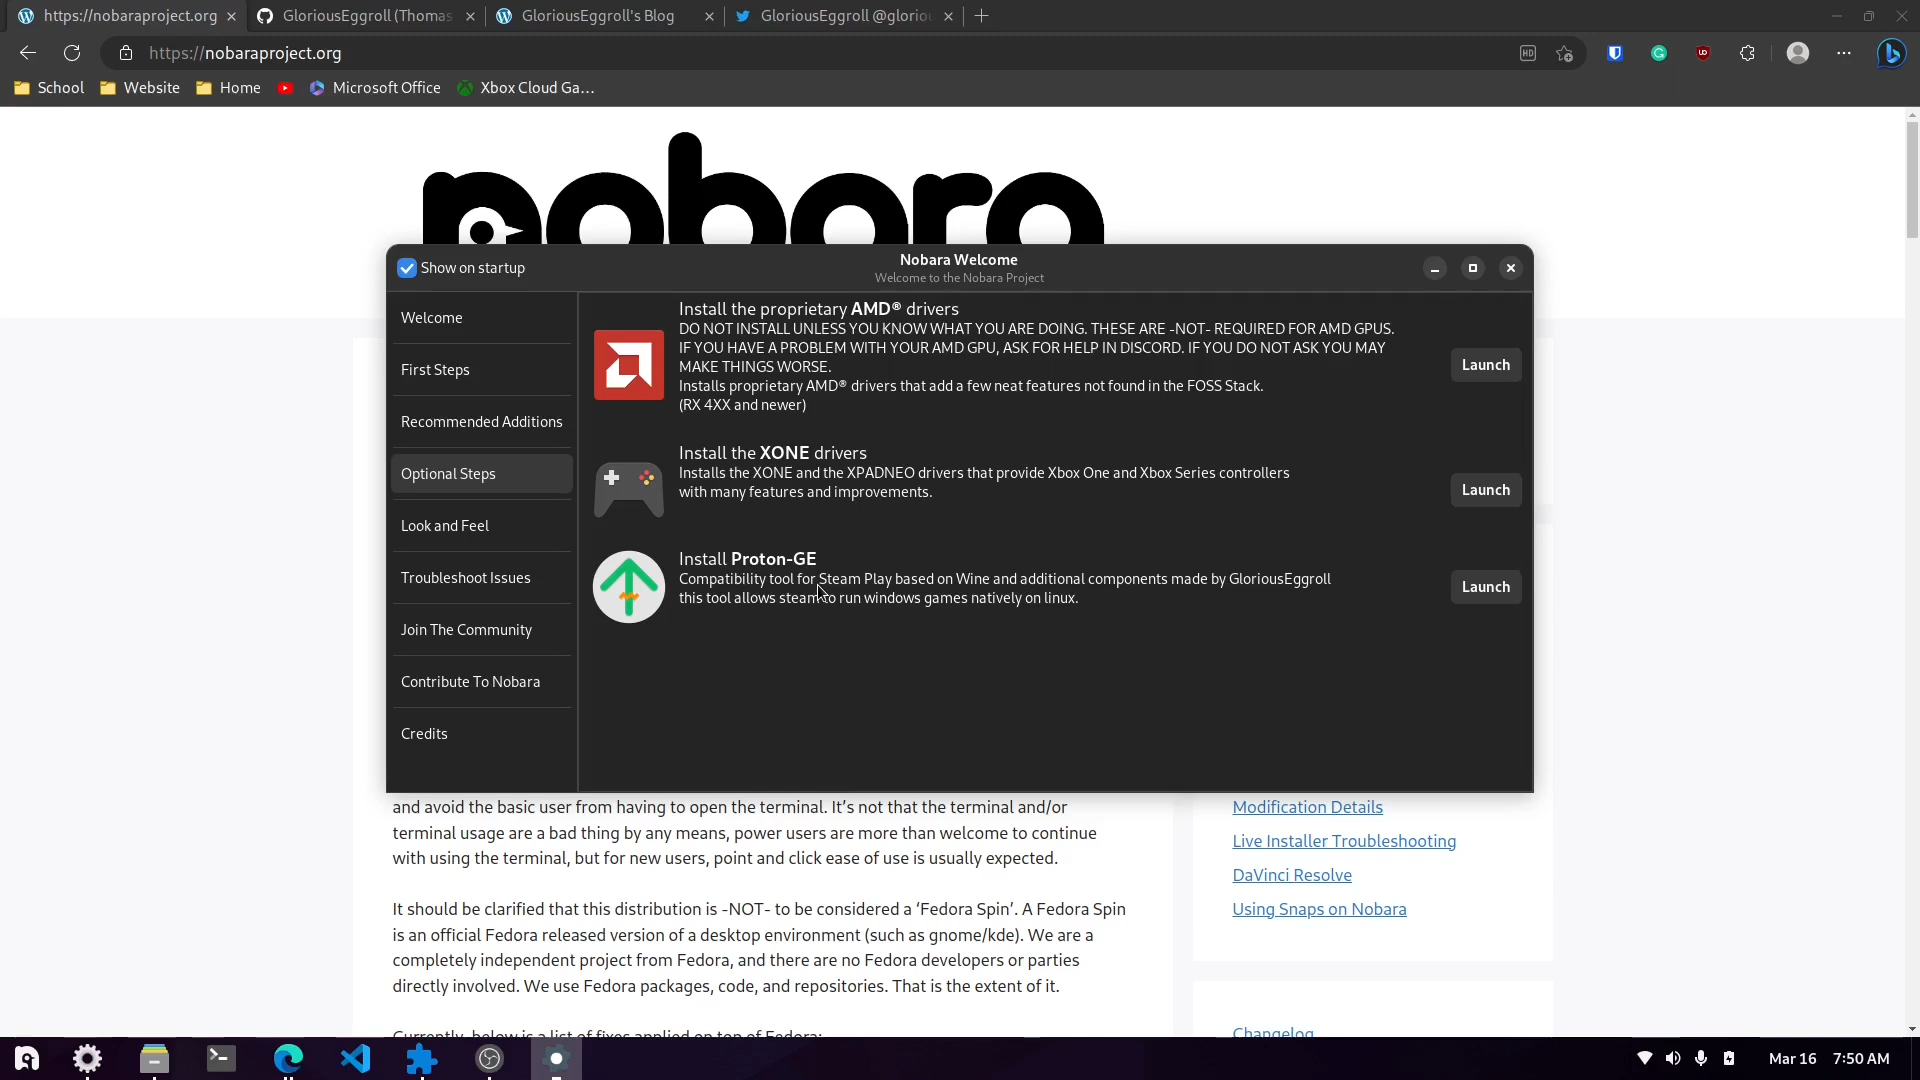 https://nobaraproject.org
GloriousEggroll (Thomas
GloriousEggroll's Blog
GloriousEggroll @glorio
https://nobaraproject.org
School
Website
Home
Microsoft Office
Xbox Cloud Ga...
nobara
Show on startup
Nobara Welcome
Welcome to the Nobara Project
Welcome
First Steps
Recommended Additions
Optional Steps
Look and Feel
Troubleshoot Issues
Join The Community
Contribute To Nobara
Credits
Install the proprietary AMD® drivers
DO NOT INSTALL UNLESS YOU KNOW WHAT YOU ARE DOING. THESE ARE -NOT- REQUIRED FOR AMD GPUS.
IF YOU HAVE A PROBLEM WITH YOUR AMD GPU, ASK FOR HELP IN DISCORD. IF YOU DO NOT ASK YOU MAY
MAKE THINGS WORSE.
Installs proprietary AMD® drivers that add a few neat features not found in the FOSS Stack.
(RX 4XX and newer)
Launch
Install the XONE drivers
Installs the XONE and the XPADNEO drivers that provide Xbox One and Xbox Series controllers
with many features and improvements.
Launch
Install Proton-GE
Compatibility tool for Steam Play based on Wine and additional components made by GloriousEggroll
this tool allows steam to run windows games natively on linux.
Launch
and avoid the basic user from having to open the terminal. It’s not that the terminal and/or
terminal usage are a bad thing by any means, power users are more than welcome to continue
with using the terminal, but for new users, point and click ease of use is usually expected.
It should be clarified that this distribution is -NOT- to be considered a ‘Fedora Spin’. A Fedora Spin
is an official Fedora released version of a desktop environment (such as gnome/kde). We are a
completely independent project from Fedora, and there are no Fedora developers or parties
directly involved. We use Fedora packages, code, and repositories. That is the extent of it.
Currently, below is a list of fixes applied on top of Fedora:
Modification Details
Live Installer Troubleshooting
DaVinci Resolve
Using Snaps on Nobara
Changelog
Mar 16 7:50 AM